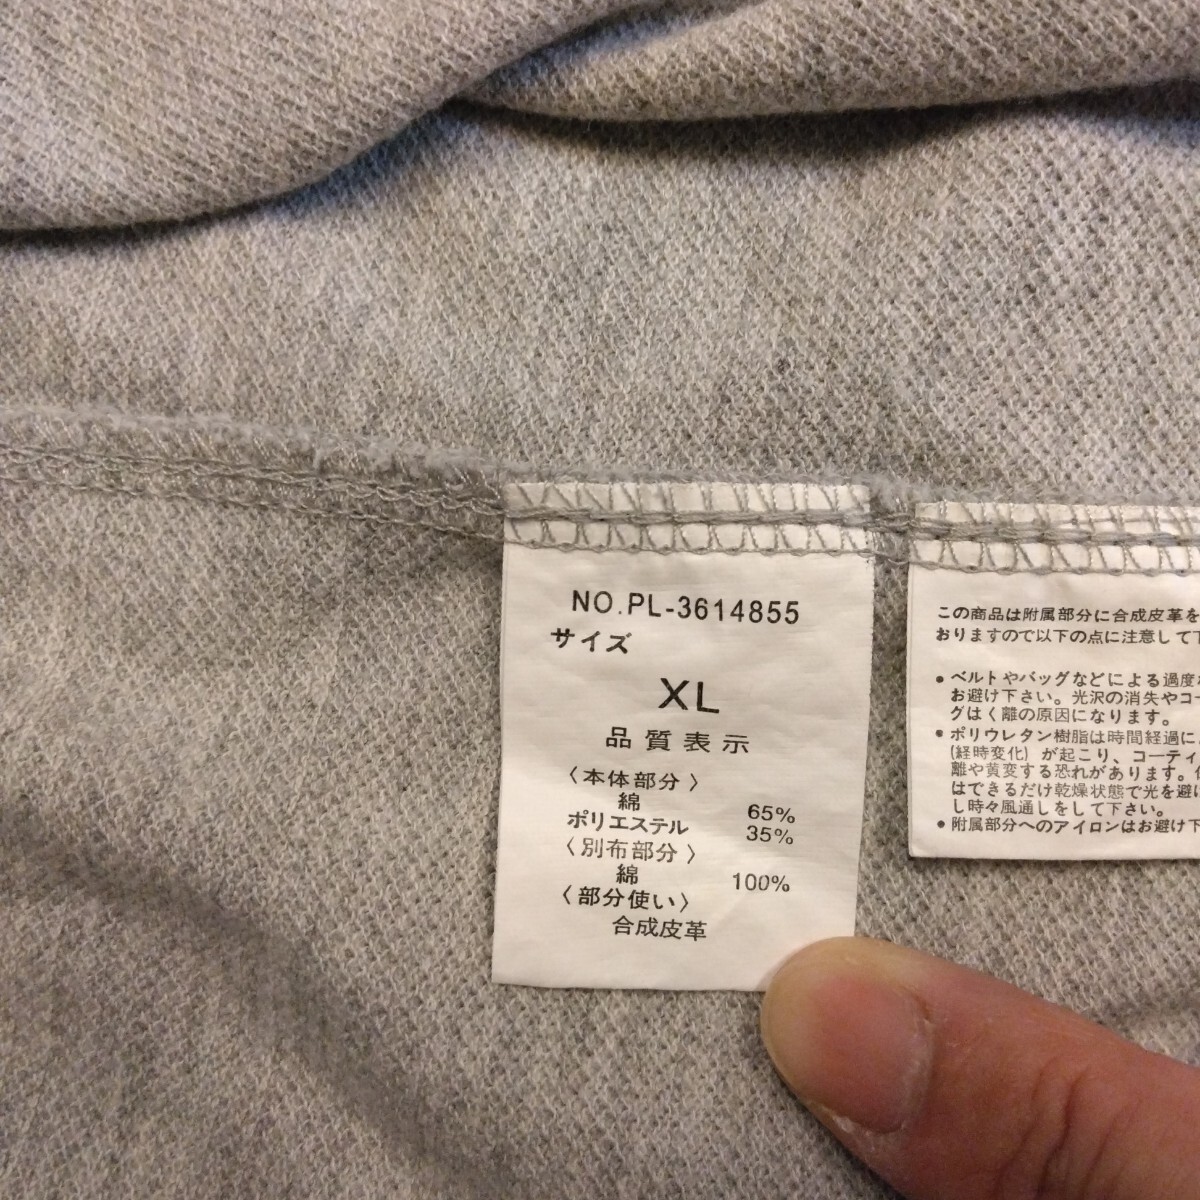 NO.PL-3614855
サイズ
XL
品質表示
〈本体部分〉
綿 65%
ポリエステル 35%
〈別布部分〉
綿 100%
〈部分使い〉
合成皮革
この商品は附属部分に合成皮革を
おりますので以下の点に注意して下
• ベルトやバッグなどによる過度
お避け下さい。光沢の消失やコー
グはく離の原因になります。
• ポリウレタン樹脂は時間経過に
(経時変化)が起こり、コーティ
離や黄変する恐れがあります。
はできるだけ乾燥状態で光を避け
し時々風通しをして下さい。
• 附属部分へのアイロンはお避け下